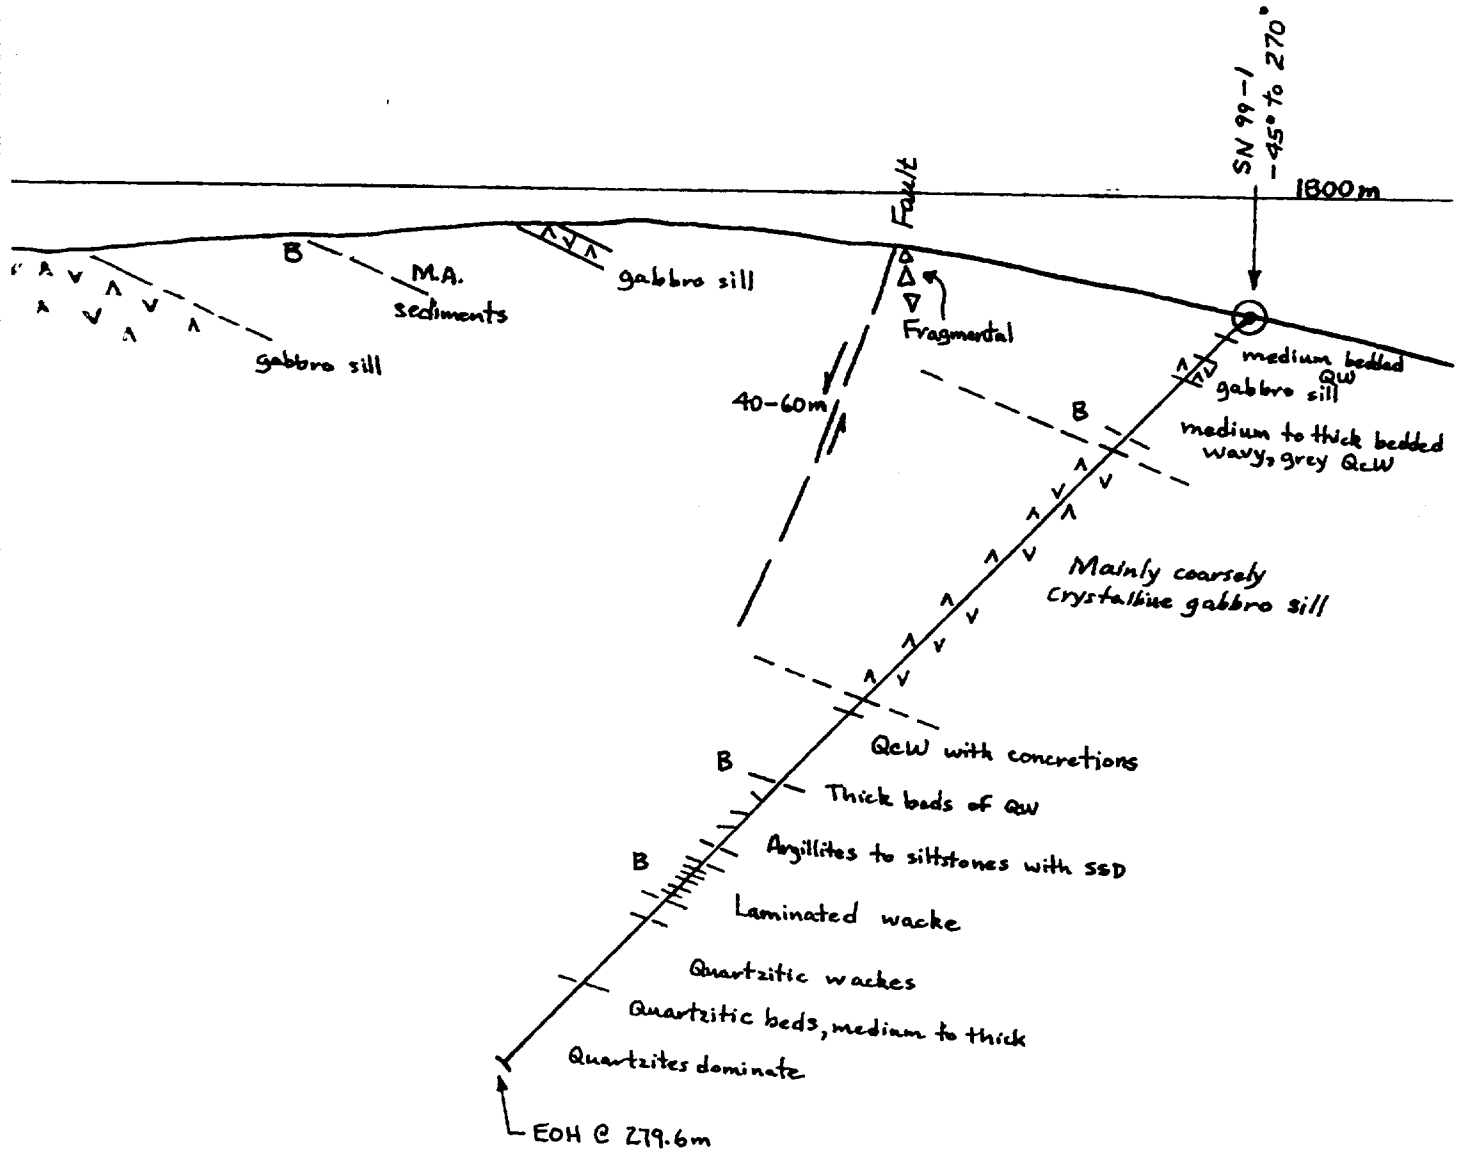 SN 99-1
-45° to 270°
1800m
Fault
B
M.A.
sediments
gabbro sill
gabbro sill
Fragmental
40-60m
medium bedded
QW
gabbro sill
B
medium to thick bedded
wavy, grey QcW
Mainly coarsely
crystalline gabbro sill
QcW with concretions
B
Thick beds of QW
Argillites to siltstones with SSD
B
Laminated wacke
Quartzitic wackes
Quartzitic beds, medium to thick
Quartzites dominate
EOH @ 279.6m